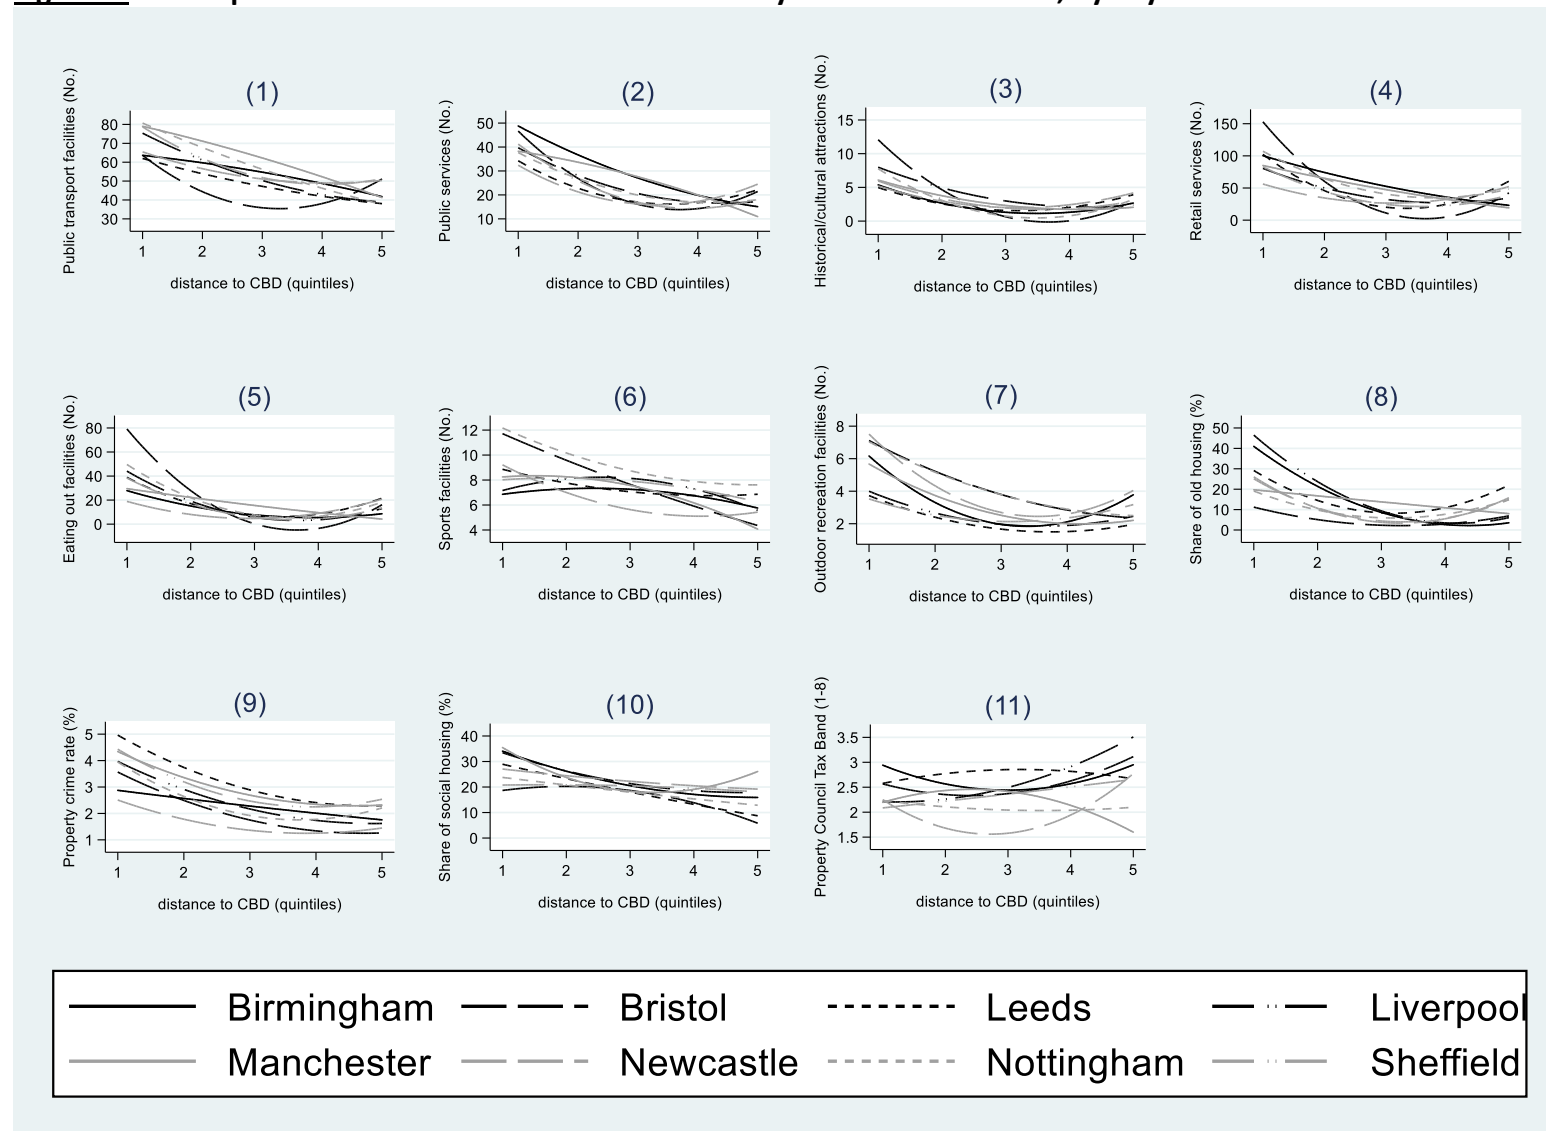 (1)
Public transport facilities (No.)
80
70
60
50
40
30
1 2 3 4 5
distance to CBD (quintiles)
(2)
Public services (No.)
50
40
30
20
10
1 2 3 4 5
distance to CBD (quintiles)
(3)
Historical/cultural attractions (No.)
15
10
5
0
1 2 3 4 5
distance to CBD (quintiles)
(4)
Retail services (No.)
150
100
50
0
1 2 3 4 5
distance to CBD (quintiles)
(5)
Eating out facilities (No.)
80
60
40
20
0
1 2 3 4 5
distance to CBD (quintiles)
(6)
Sports facilities (No.)
12
10
8
6
4
1 2 3 4 5
distance to CBD (quintiles)
(7)
Outdoor recreation facilities (No.)
8
6
4
2
1 2 3 4 5
distance to CBD (quintiles)
(8)
Share of old housing (%)
50
40
30
20
10
0
1 2 3 4 5
distance to CBD (quintiles)
(9)
Property crime rate (%)
5
4
3
2
1
1 2 3 4 5
distance to CBD (quintiles)
(10)
Share of social housing (%)
40
30
20
10
0
1 2 3 4 5
distance to CBD (quintiles)
(11)
Property Council Tax Band (1-8)
3.5
3
2.5
2
1.5
1 2 3 4 5
distance to CBD (quintiles)
Birmingham Bristol Leeds Liverpool
Manchester Newcastle Nottingham Sheffield